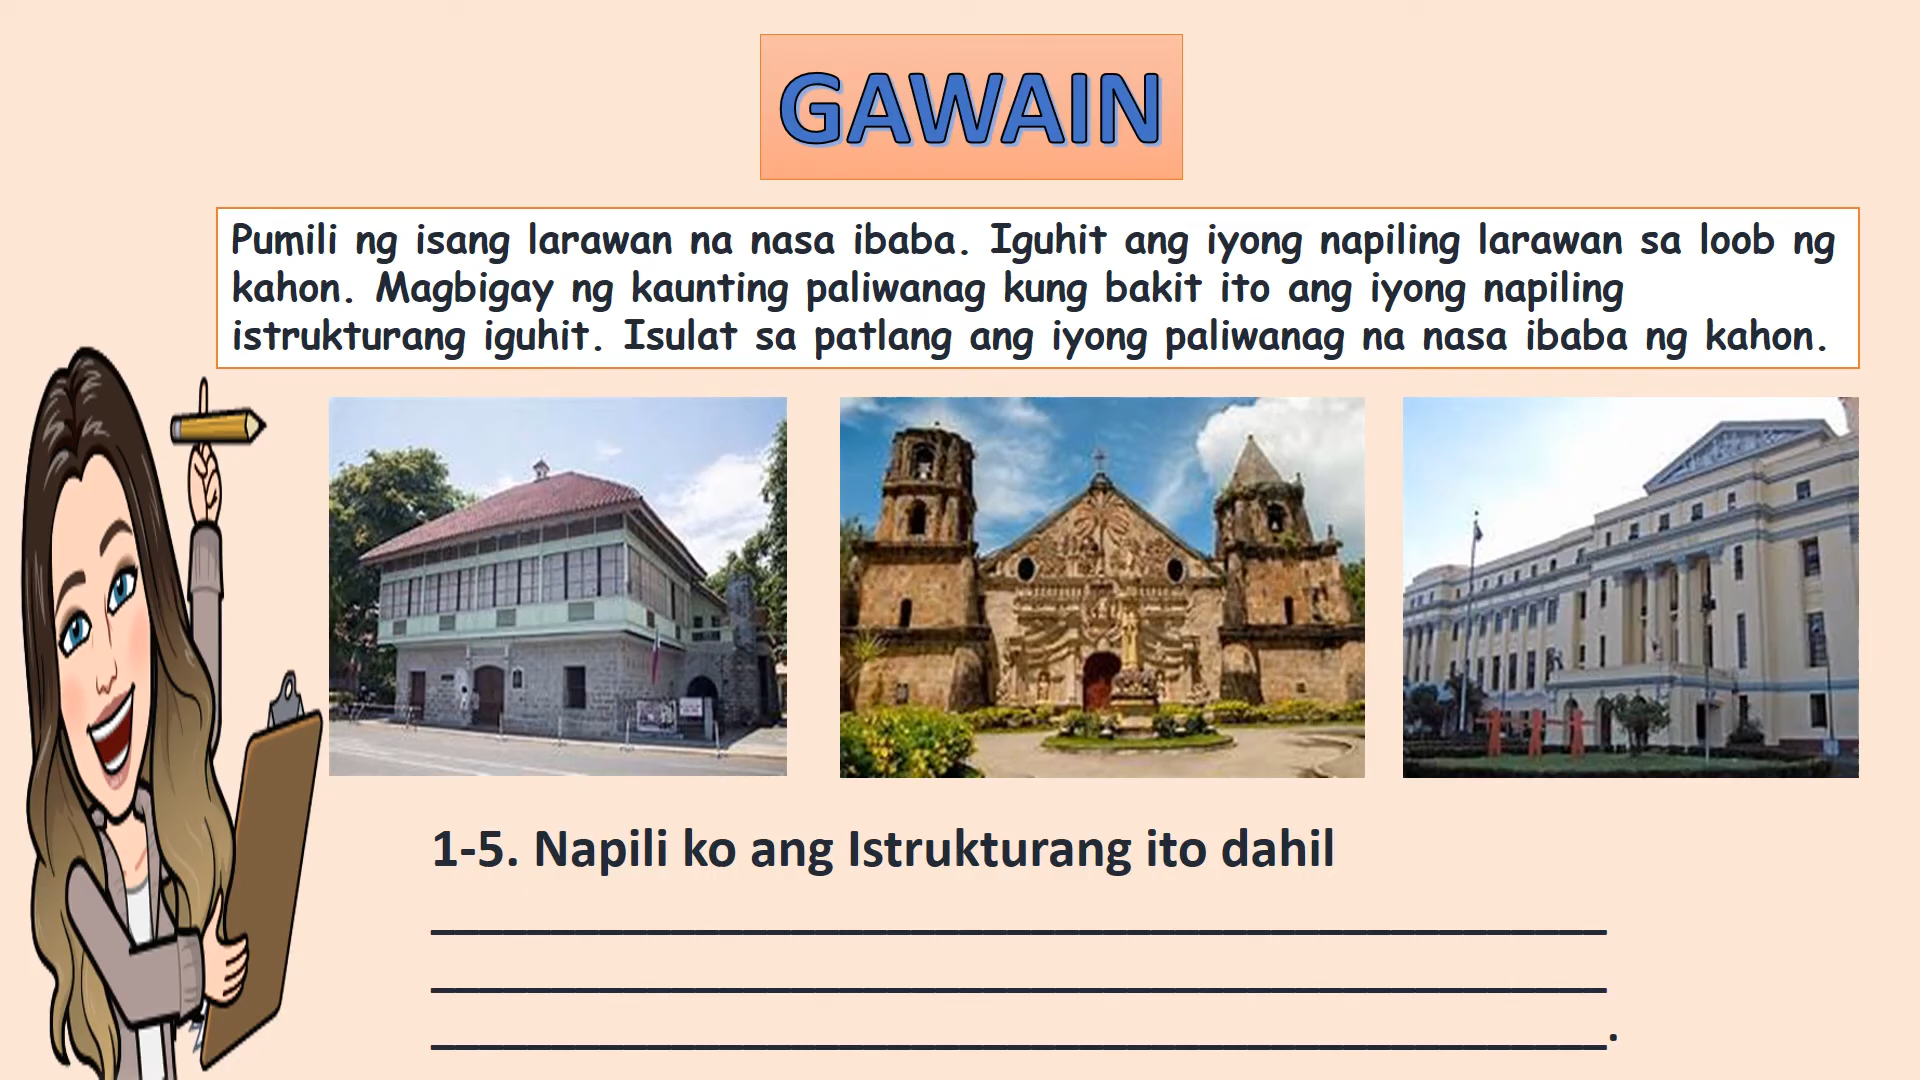 GAWAIN
Pumili ng isang larawan na nasa ibaba. Iguhit ang iyong napiling larawan sa loob ng
kahon. Magbigay ng kaunting paliwanag kung bakit ito ang iyong napiling
istrukturang iguhit. Isulat sa patlang ang iyong paliwanag na nasa ibaba ng kahon.
1-5. Napili ko ang Istrukturang ito dahil